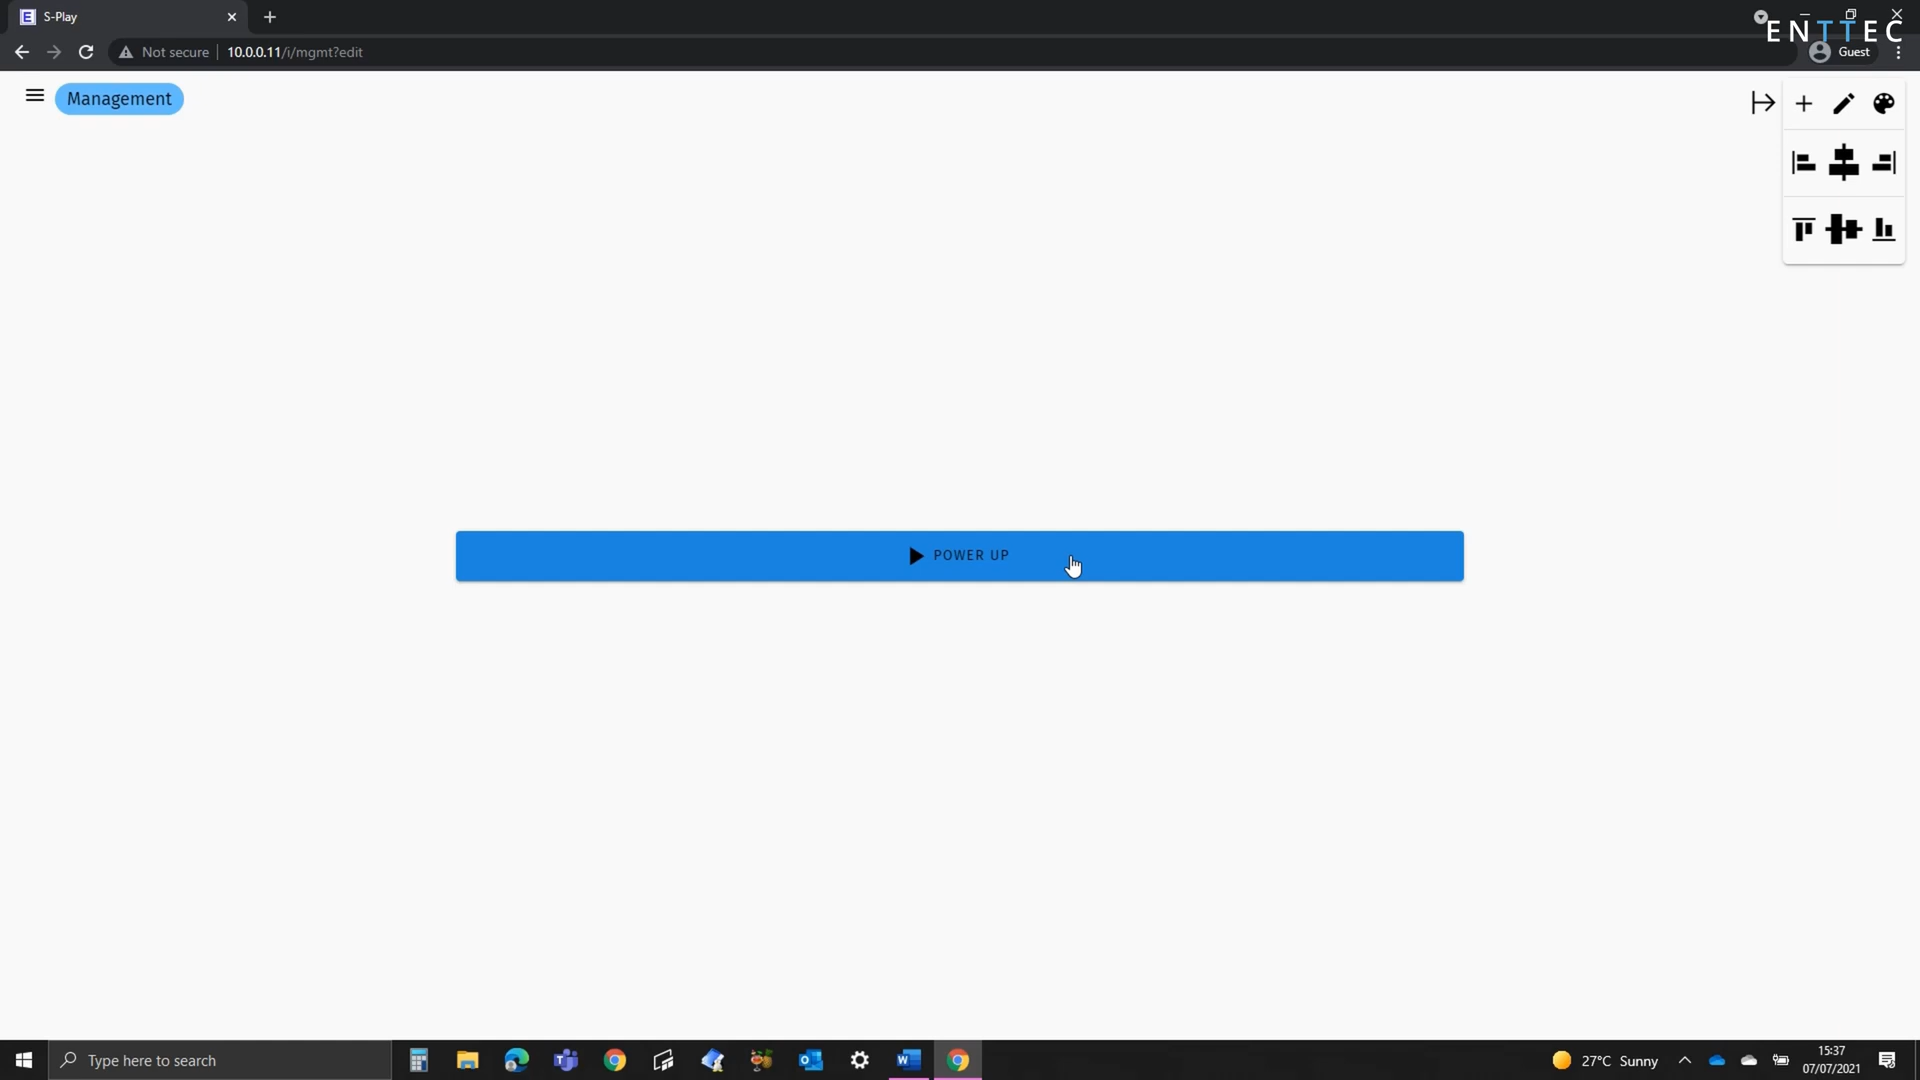 S-Play
ENTTEC
Not secure
10.0.0.11/i/mgmt?edit
Guest
Management
POWER UP
Type here to search
27°C Sunny
15:37
07/07/2021